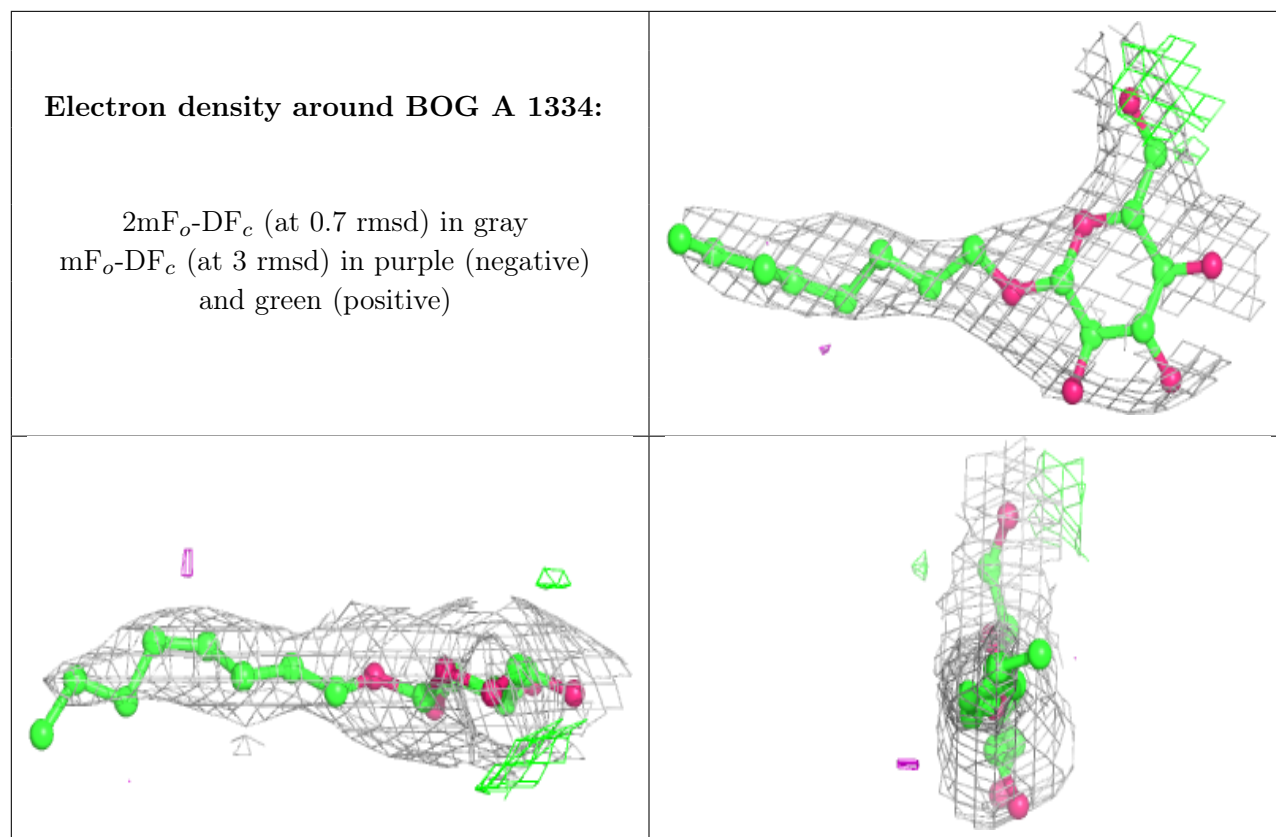 Electron density around BOG A 1334:
2mFo-DFc (at 0.7 rmsd) in gray
mFo-DFc (at 3 rmsd) in purple (negative)
and green (positive)